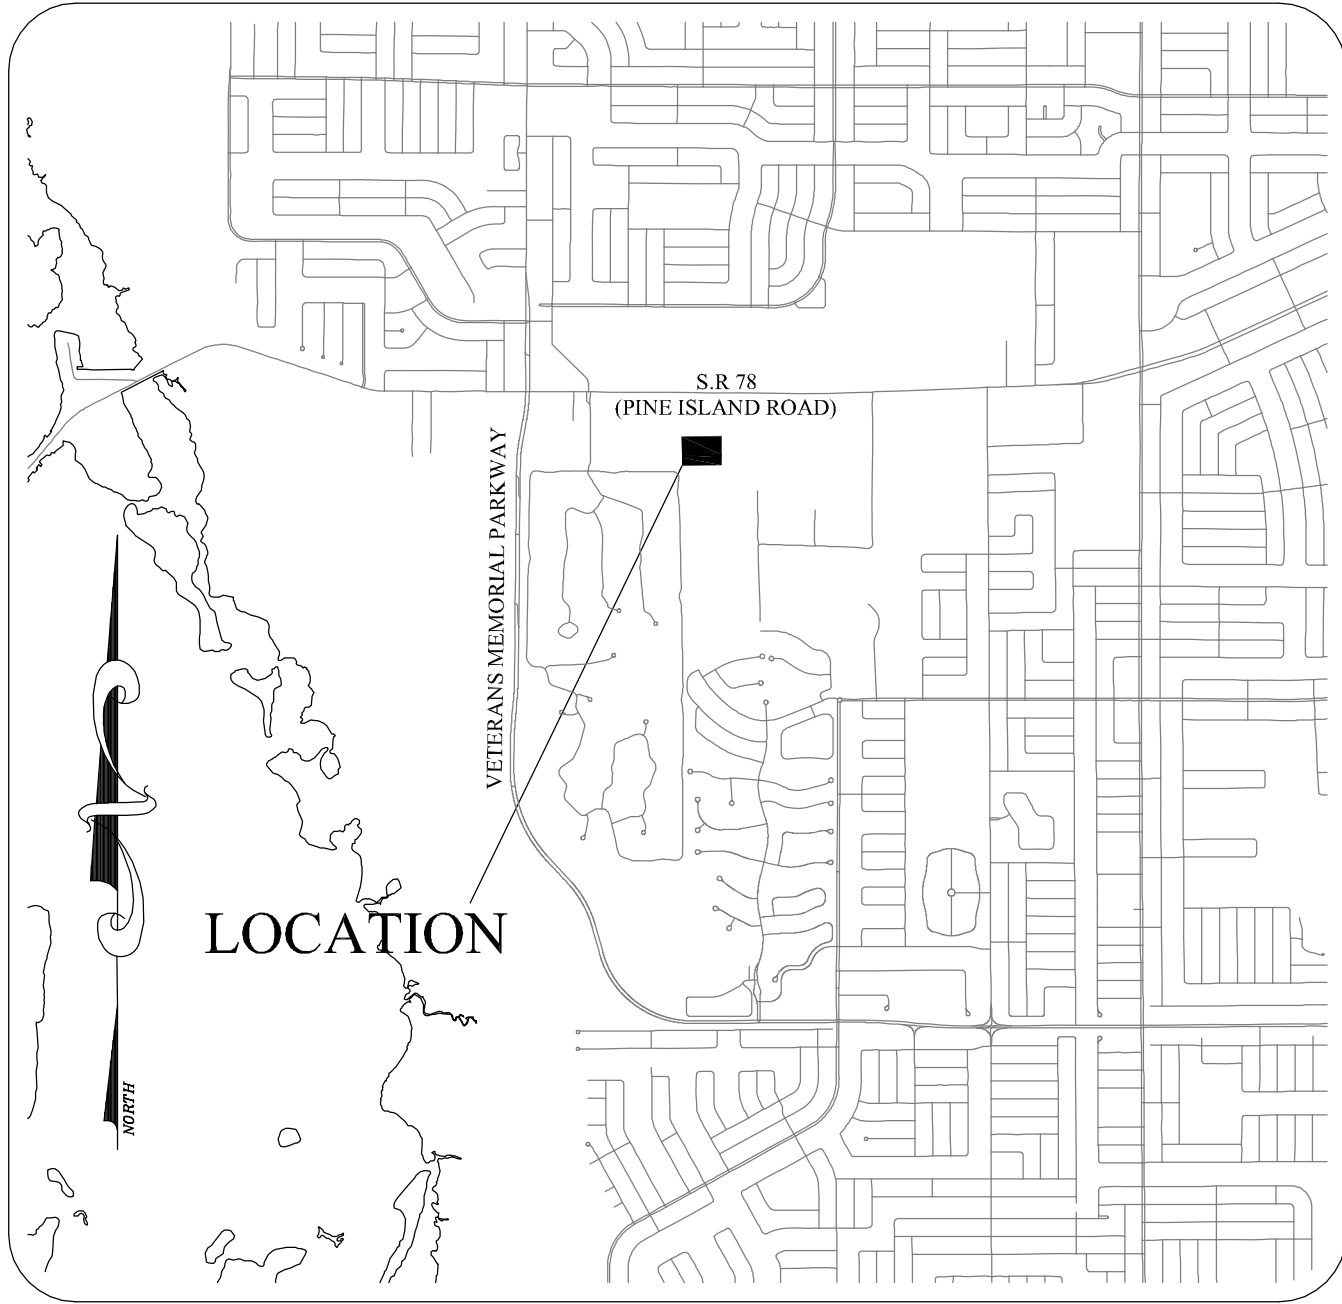 S.R 78
(PINE ISLAND ROAD)
VETERANS MEMORIAL PARKWAY
LOCATION
NORTH